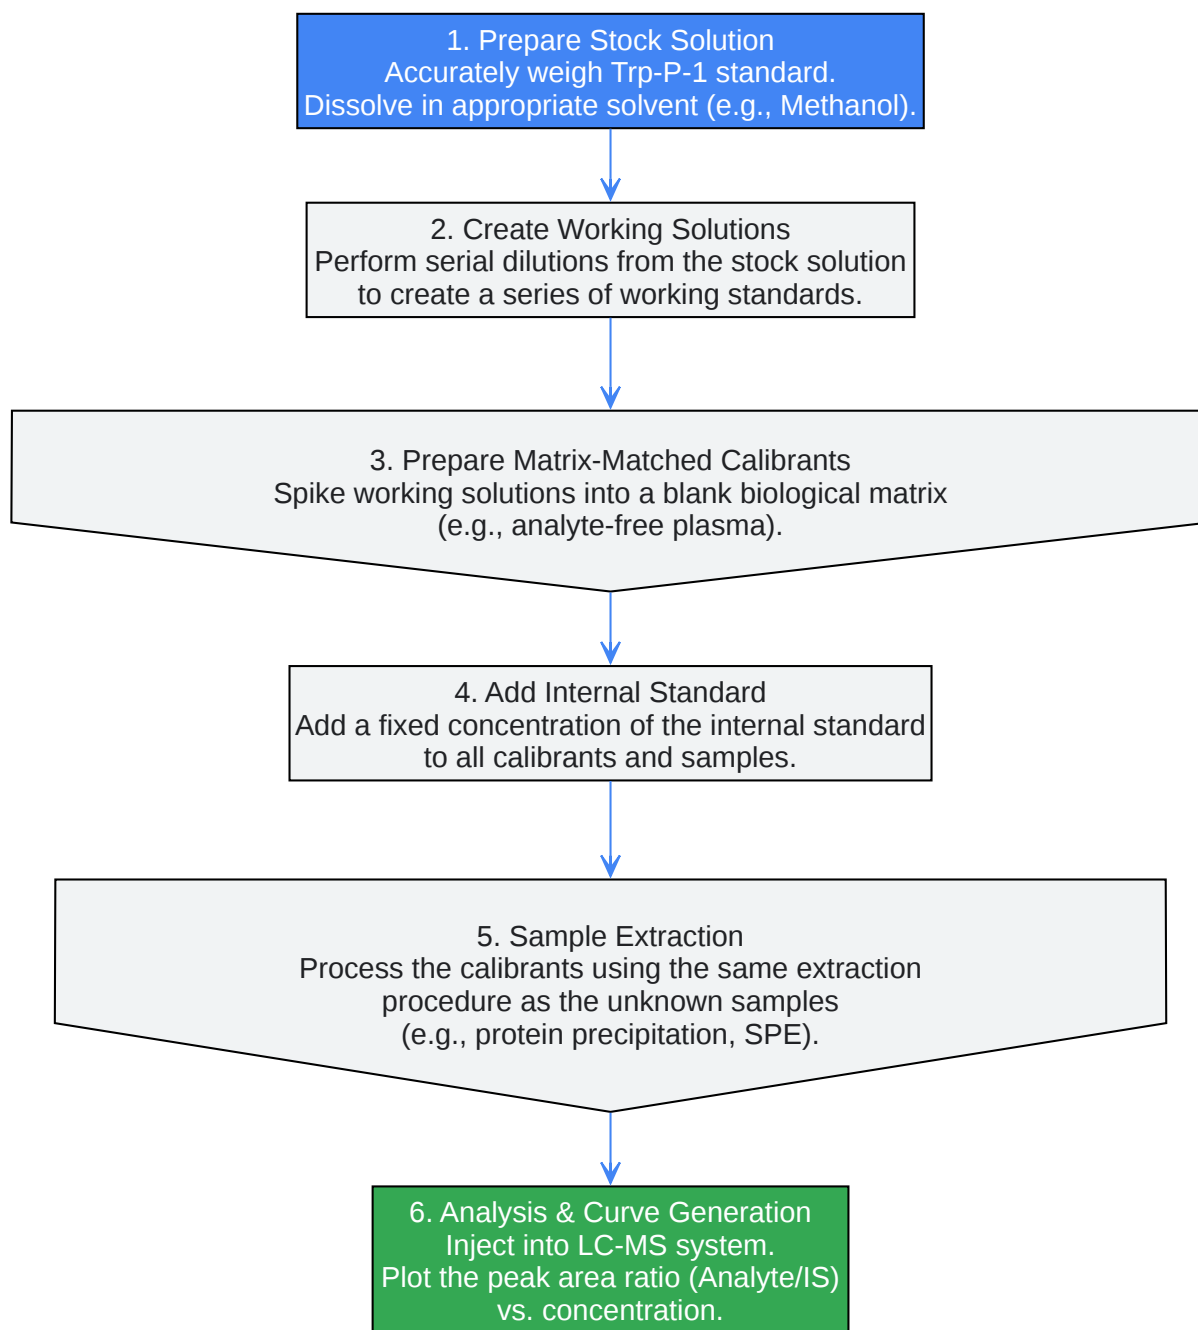 1. Prepare Stock Solution
Accurately weigh Trp-P-1 standard.
Dissolve in appropriate solvent (e.g., Methanol).
2. Create Working Solutions
Perform serial dilutions from the stock solution
to create a series of working standards.
3. Prepare Matrix-Matched Calibrants
Spike working solutions into a blank biological matrix
(e.g., analyte-free plasma).
4. Add Internal Standard
Add a fixed concentration of the internal standard
to all calibrants and samples.
5. Sample Extraction
Process the calibrants using the same extraction
procedure as the unknown samples
(e.g., protein precipitation, SPE).
6. Analysis & Curve Generation
Inject into LC-MS system.
Plot the peak area ratio (Analyte/IS)
vs. concentration.